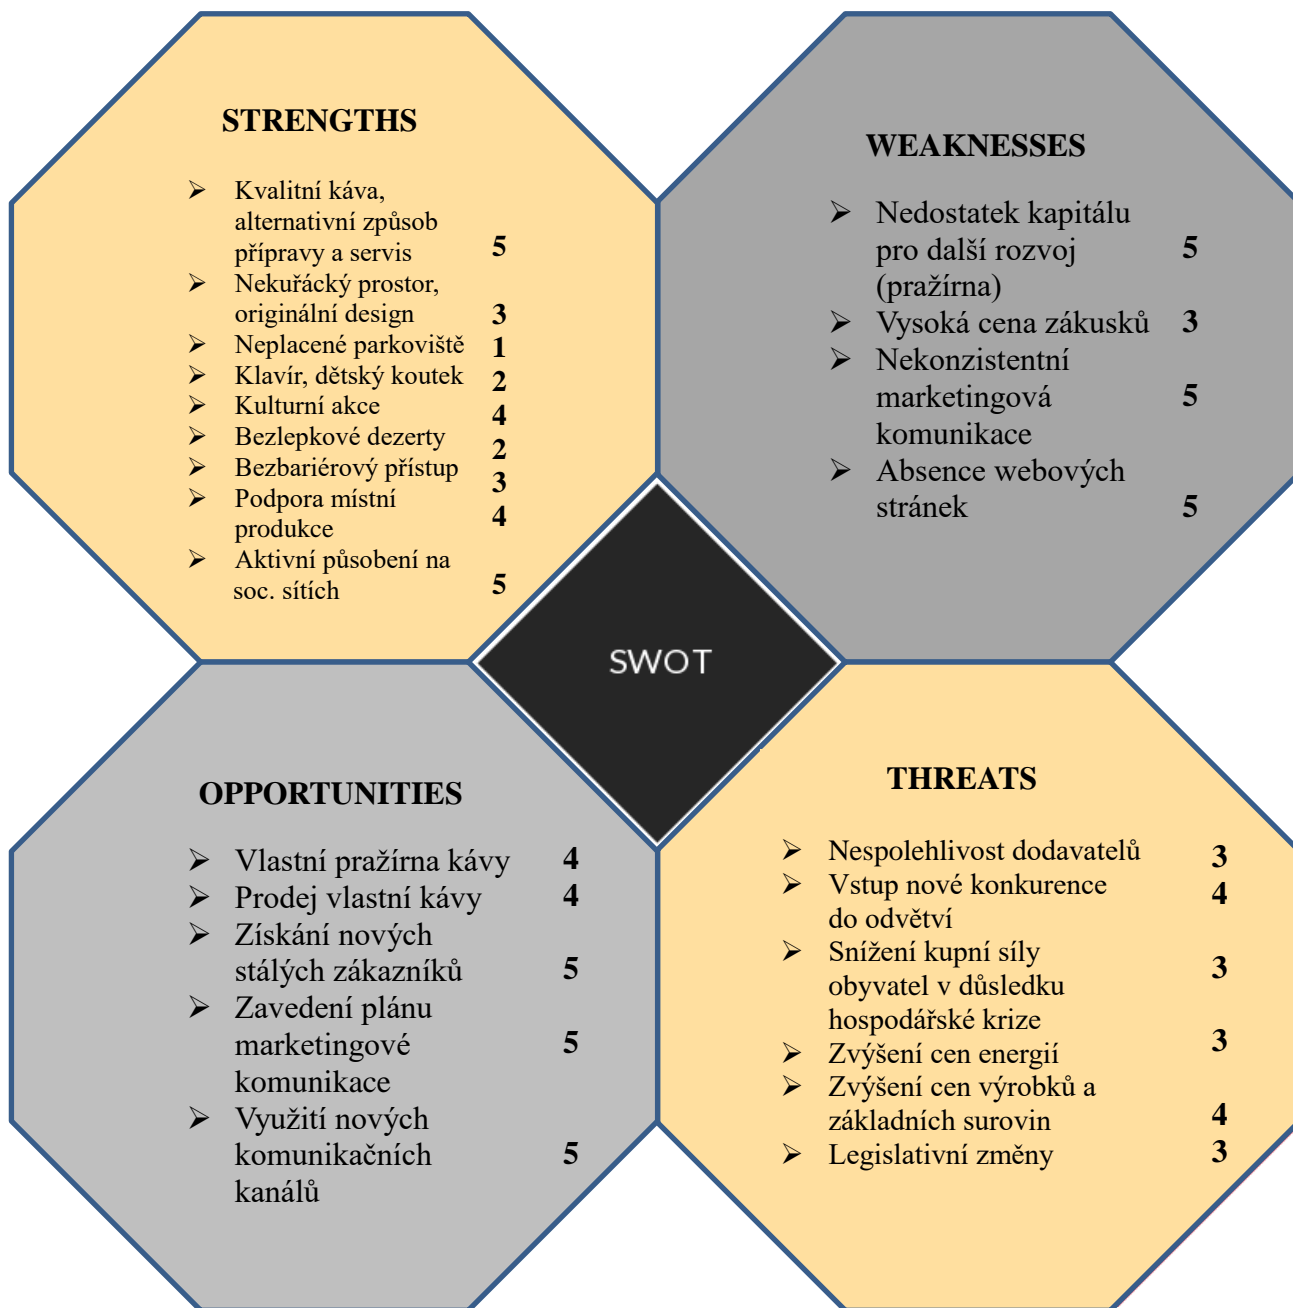 STRENGTHS
➢ Kvalitní káva,
alternativní způsob
přípravy a servis 5
➢ Nekuřácký prostor,
originální design 3
➢ Neplacené parkoviště 1
➢ Klavír, dětský koutek 2
➢ Kulturní akce 4
➢ Bezlepkové dezerty 2
➢ Bezbariérový přístup 3
➢ Podpora místní 4
produkce
➢ Aktivní působení na
soc. sítích 5
WEAKNESSES
➢ Nedostatek kapitálu
pro další rozvoj 5
(pražírna)
➢ Vysoká cena zákusků 3
➢ Nekonzistentní
marketingová 5
komunikace
➢ Absence webových
stránek 5
SWOT
OPPORTUNITIES
➢ Vlastní pražírna kávy 4
➢ Prodej vlastní kávy 4
➢ Získání nových
stálých zákazníků 5
➢ Zavedení plánu
marketingové 5
komunikace
➢ Využití nových
komunikačních 5
kanálů
THREATS
➢ Nespolehlivost dodavatelů 3
➢ Vstup nové konkurence 4
do odvětví
➢ Snížení kupní síly 3
obyvatel v důsledku
hospodářské krize
➢ Zvýšení cen energií 3
➢ Zvýšení cen výrobků a
základních surovin 4
➢ Legislativní změny 3